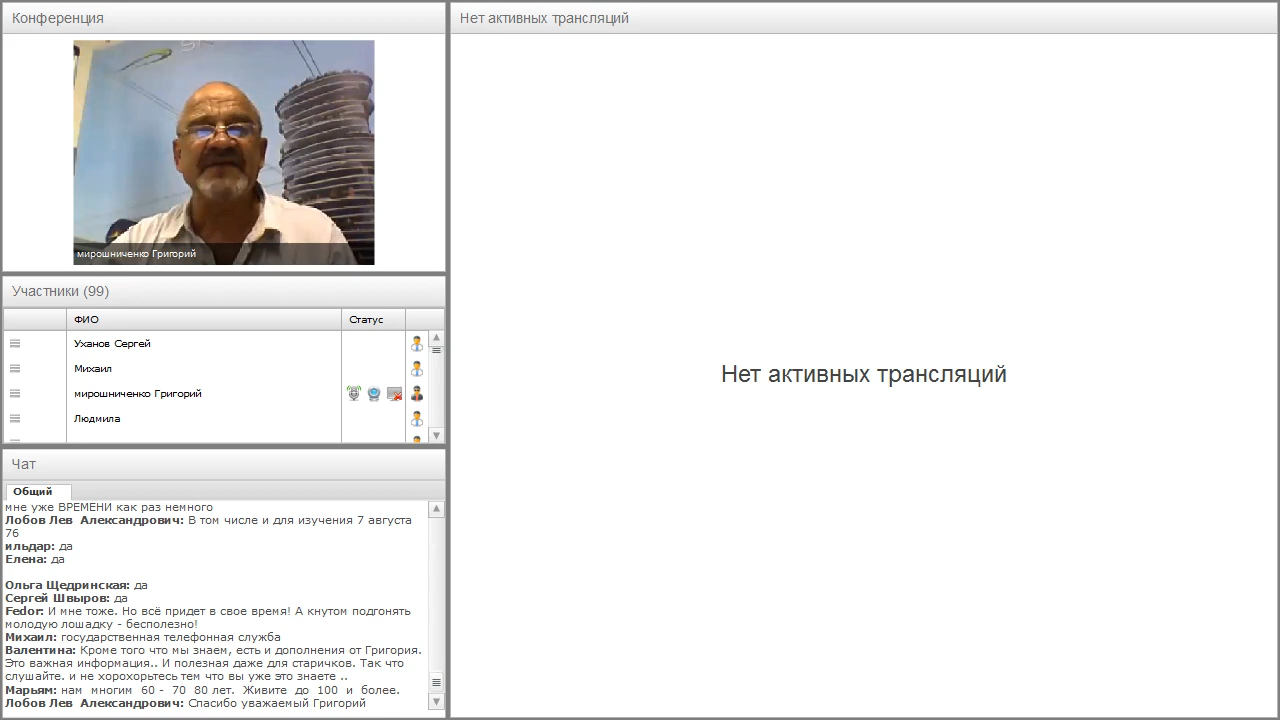 Конференция
мирошниченко Григорий
Участники (99)
ФИО
Статус
Уханов Сергей
Михаил
мирошниченко Григорий
Людмила
Чат
Общий
мне уже ВРЕМЕНИ как раз немного
Лобов Лев Александрович: В том числе и для изучения 7 августа
76
ильдар: да
Елена: да
Ольга Щедринская: да
Сергей Швыров: да
Fedor: И мне тоже. Но всё придет в свое время! А кнутом подгонять
молодую лошадку - бесполезно!
Михаил: государственная телефонная служба
Валентина: Кроме того что мы знаем, есть и дополнения от Григория.
Это важная информация.. И полезная даже для старичков. Так что
слушайте. и не хорохорьтесь тем что вы уже это знаете ..
Марьям: нам многим 60 - 70 80 лет. Живите до 100 и более.
Лобов Лев Александрович: Спасибо уважаемый Григорий
Нет активных трансляций
Нет активных трансляций